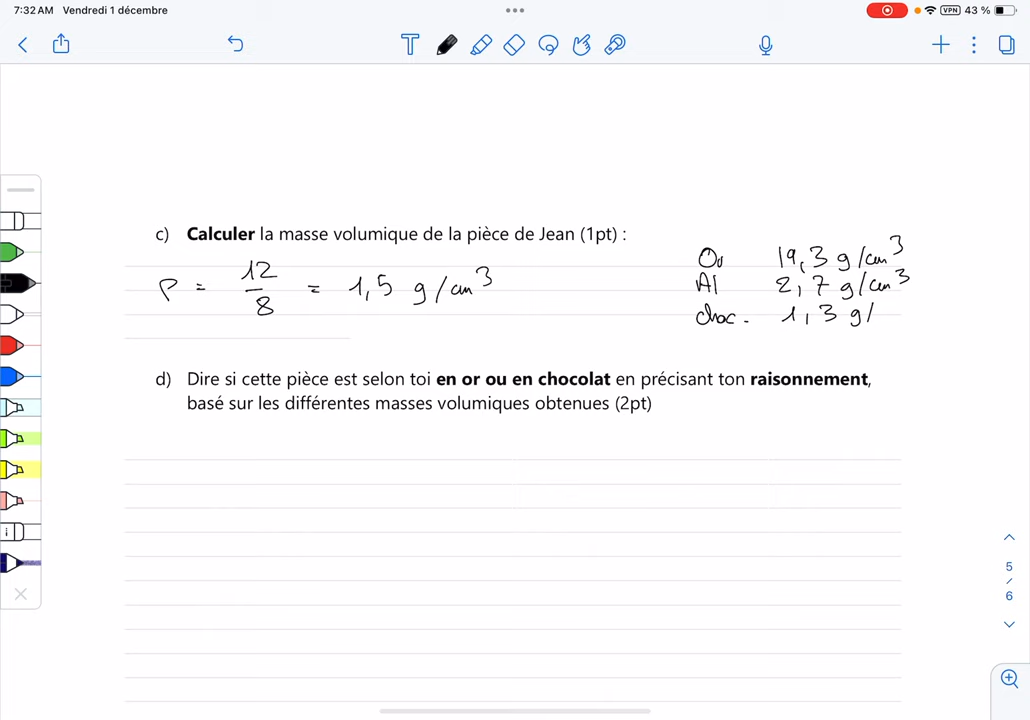 7:32 AM Vendredi 1 décembre
VPN 43 %
c) Calculer la masse volumique de la pièce de Jean (1pt) :
ρ = 12/8 = 1,5 g/cm³
Or 19,3 g/cm³
Al 2,7 g/cm³
choc. 1,3 g/
d) Dire si cette pièce est selon toi en or ou en chocolat en précisant ton raisonnement,
basé sur les différentes masses volumiques obtenues (2pt)
5
/
6